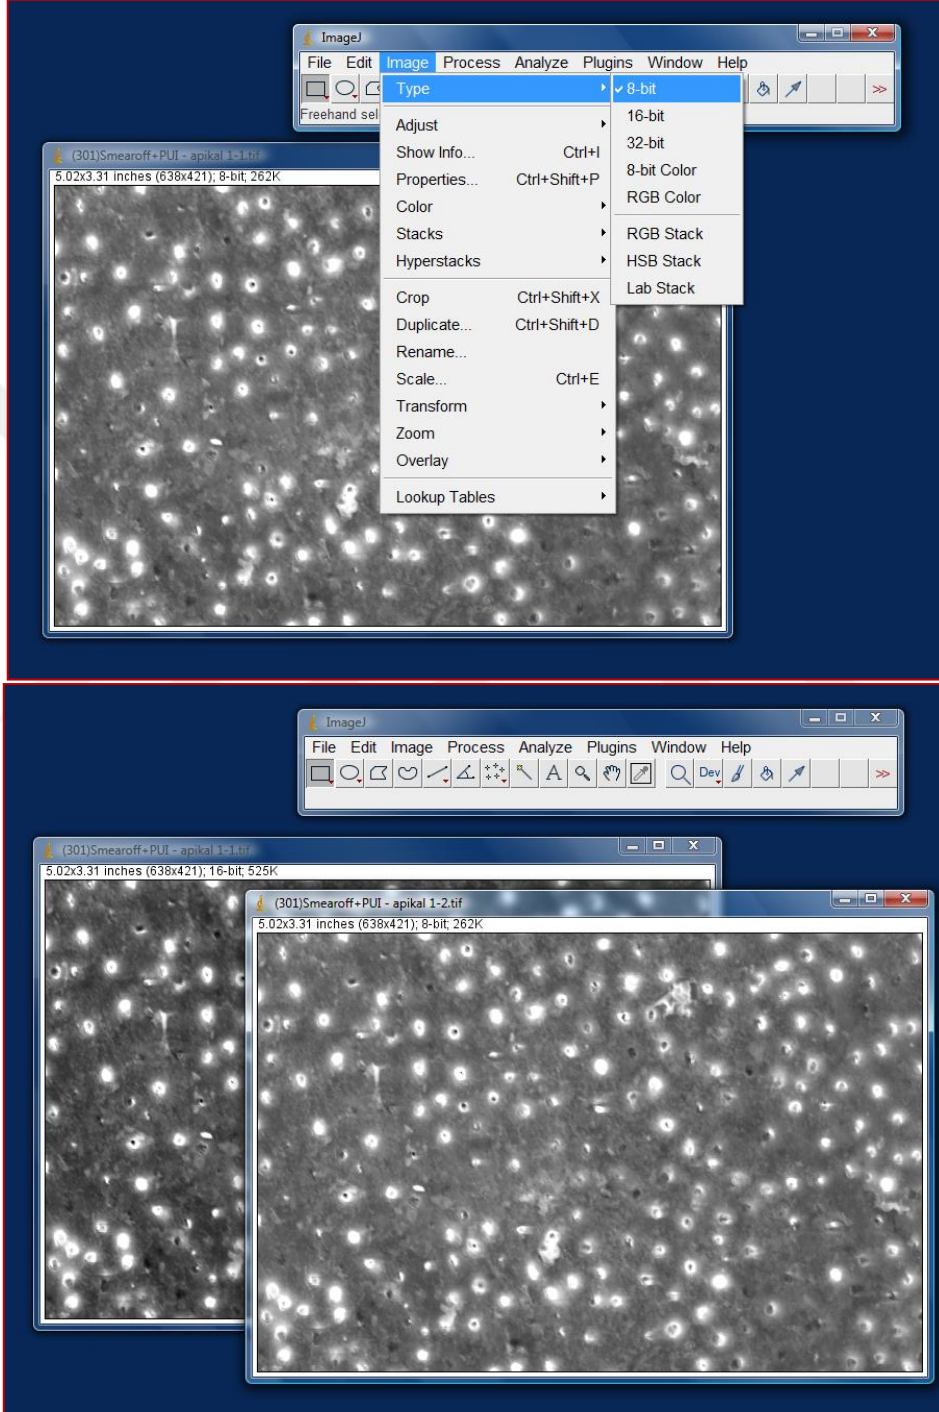 ImageJ
File Edit Image Process Analyze Plugins Window Help
Freehand sel
Type
Adjust
Show Info... Ctrl+I
Properties... Ctrl+Shift+P
Color
Stacks
Hyperstacks
Crop Ctrl+Shift+X
Duplicate... Ctrl+Shift+D
Rename...
Scale... Ctrl+E
Transform
Zoom
Overlay
Lookup Tables
8-bit
16-bit
32-bit
8-bit Color
RGB Color
RGB Stack
HSB Stack
Lab Stack
(301)Smearoff+PUI - apikal 1-1.tif
5.02x3.31 inches (638x421); 8-bit; 262K
ImageJ
File Edit Image Process Analyze Plugins Window Help
A Dev >>
(301)Smearoff+PUI - apikal 1-1.tif
5.02x3.31 inches (638x421); 16-bit; 525K
(301)Smearoff+PUI - apikal 1-2.tif
5.02x3.31 inches (638x421); 8-bit; 262K